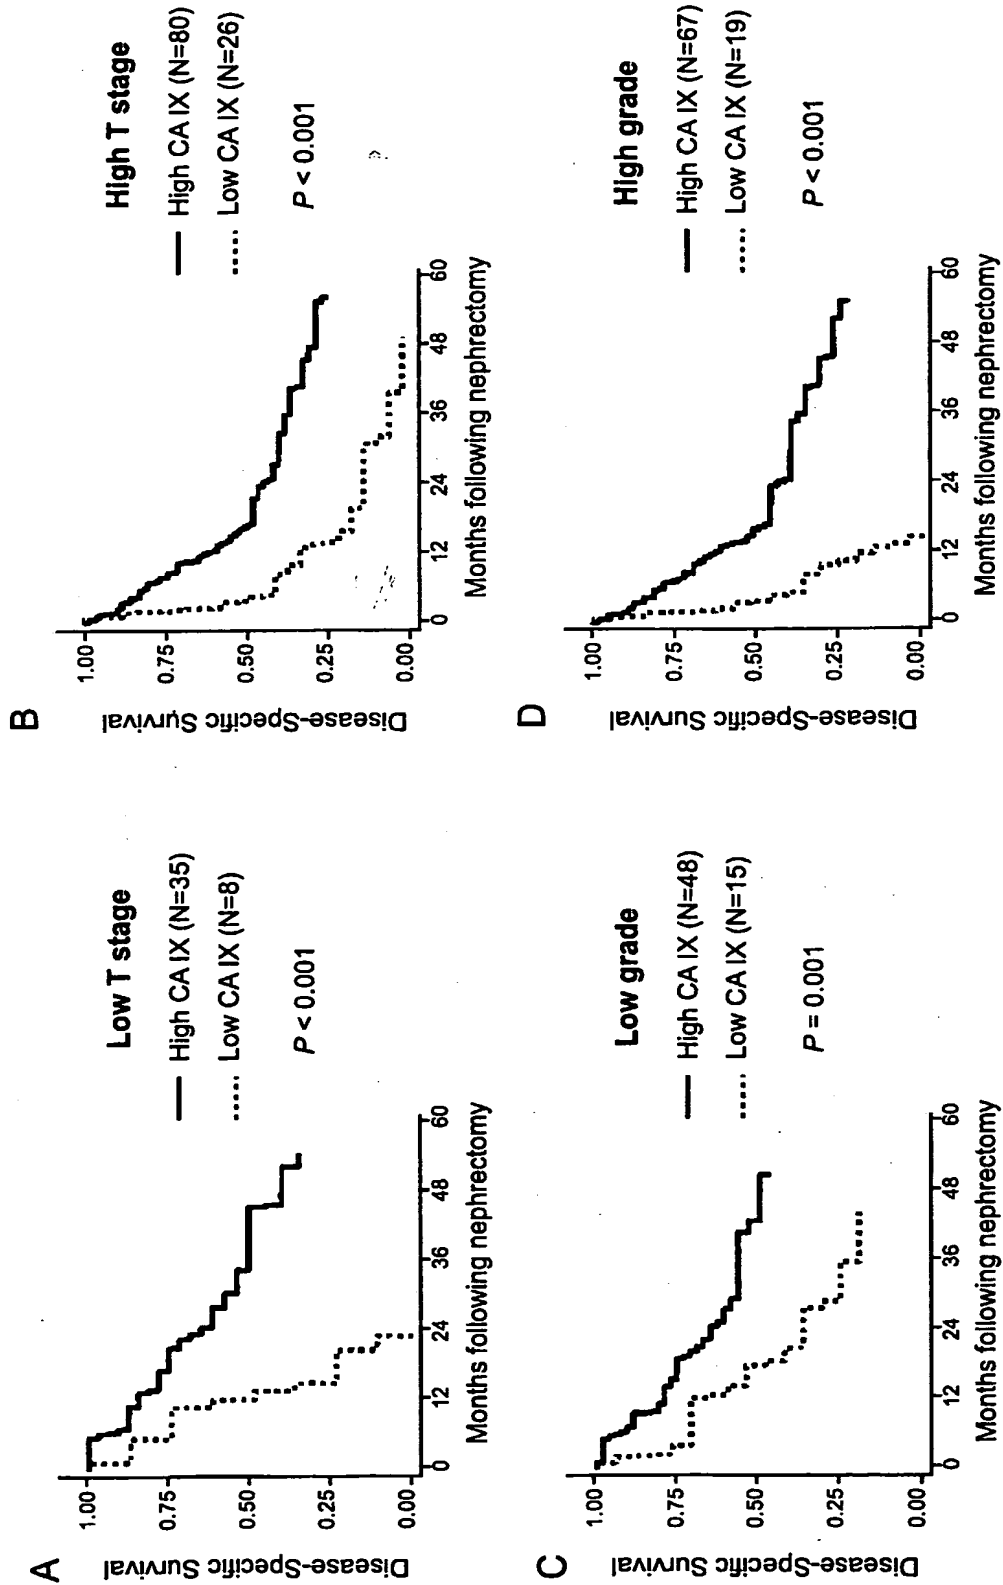 A
Disease-Specific Survival
1.00
0.75
0.50
0.25
0.00
0 12 24 36 48 60
Months following nephrectomy
Low T stage
High CA IX (N=35)
Low CA IX (N=8)
P < 0.001
B
Disease-Specific Survival
1.00
0.75
0.50
0.25
0.00
0 12 24 36 48 60
Months following nephrectomy
High T stage
High CA IX (N=80)
Low CA IX (N=26)
P < 0.001
C
Disease-Specific Survival
1.00
0.75
0.50
0.25
0.00
0 12 24 36 48 60
Months following nephrectomy
Low grade
High CA IX (N=48)
Low CA IX (N=15)
P = 0.001
D
Disease-Specific Survival
1.00
0.75
0.50
0.25
0.00
0 12 24 36 48 60
Months following nephrectomy
High grade
High CA IX (N=67)
Low CA IX (N=19)
P < 0.001